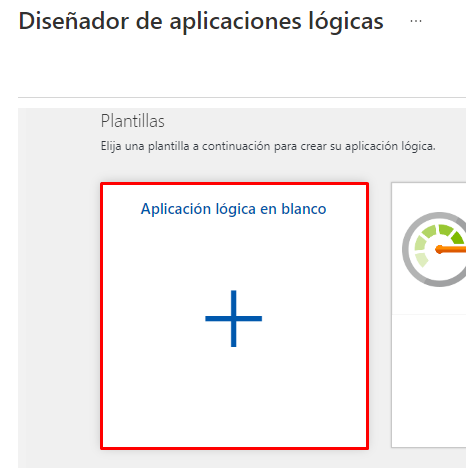 Diseñador de aplicaciones lógicas ...
Plantillas
Elija una plantilla a continuación para crear su aplicación lógica.
Aplicación lógica en blanco